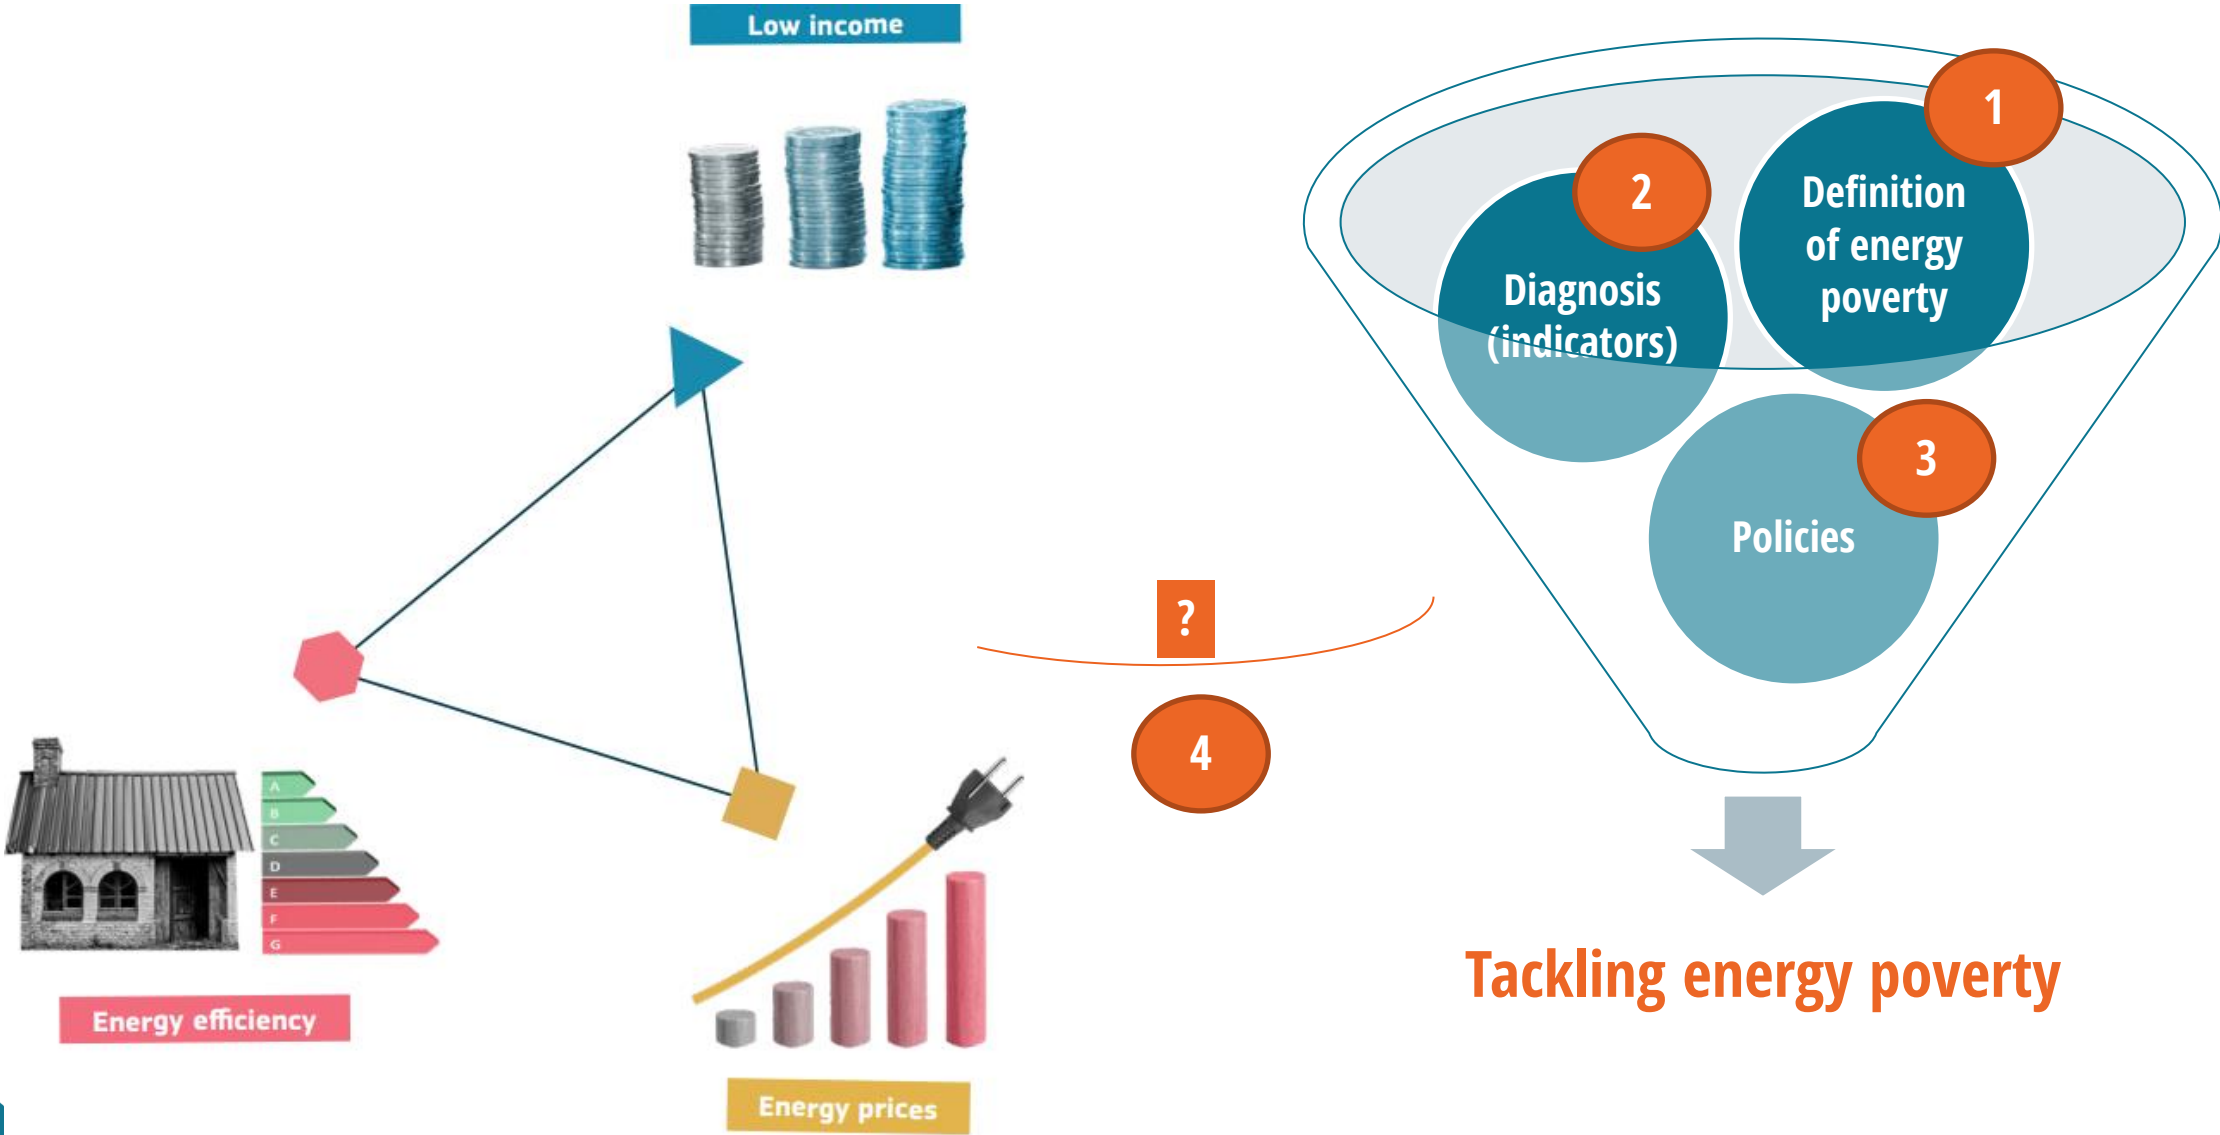 Low income
1
2
Definition
of energy
poverty
Diagnosis
(indicators)
3
Policies
?
4
A
B
C
D
E
F
G
Energy efficiency
Energy prices
Tackling energy poverty